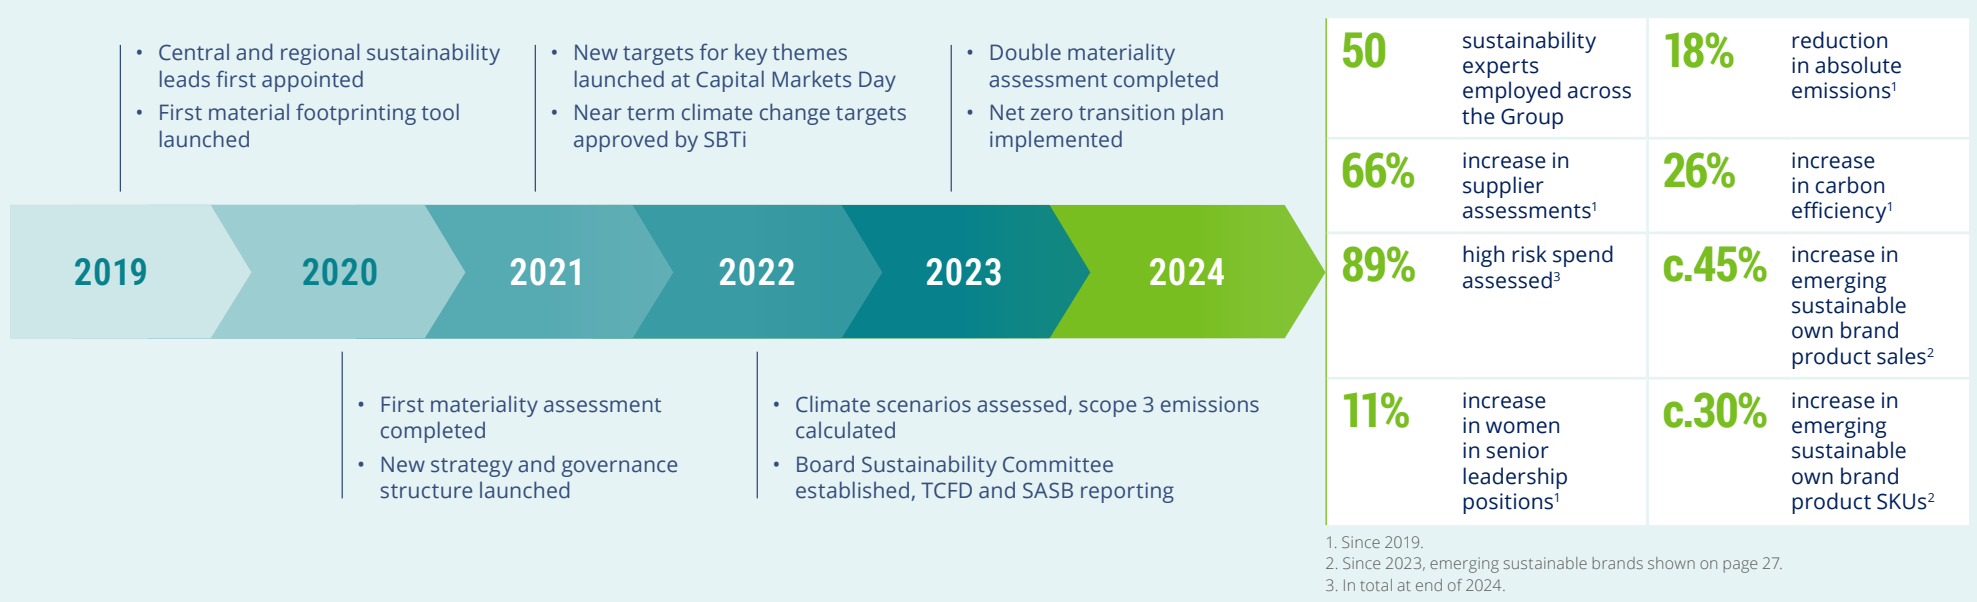 • Central and regional sustainability
leads first appointed
• First material footprinting tool
launched
• New targets for key themes
launched at Capital Markets Day
• Near term climate change targets
approved by SBTi
• Double materiality
assessment completed
• Net zero transition plan
implemented
2019
2020
2021
2022
2023
2024
• First materiality assessment
completed
• New strategy and governance
structure launched
• Climate scenarios assessed, scope 3 emissions
calculated
• Board Sustainability Committee
established, TCFD and SASB reporting
50
sustainability
experts
employed across
the Group
18%
reduction
in absolute
emissions¹
66%
increase in
supplier
assessments¹
26%
increase
in carbon
efficiency¹
89%
high risk spend
assessed³
c.45%
increase in
emerging
sustainable
own brand
product sales²
11%
increase
in women
in senior
leadership
positions¹
c.30%
increase in
emerging
sustainable
own brand
product SKUs²
1. Since 2019.
2. Since 2023, emerging sustainable brands shown on page 27.
3. In total at end of 2024.